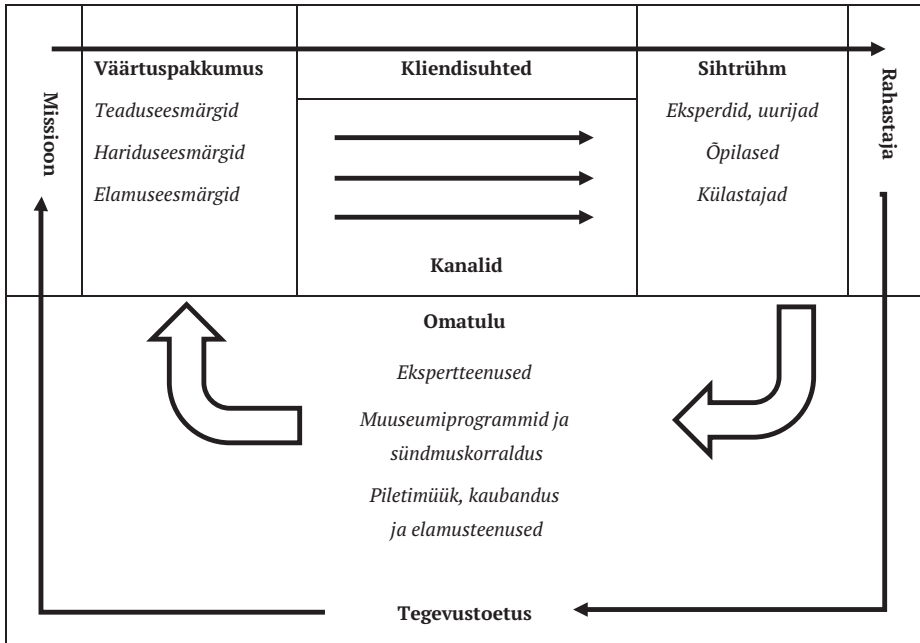 Missioon
Väärtuspakkumus
Teaduseesmärgid
Hariduseesmärgid
Elamuseesmärgid
Kliendisuhted
Kanalid
Sihtrühm
Eksperdid, uurijad
Õpilased
Külastajad
Rahastaja
Omatulu
Ekspertteenused
Muuseumiprogrammid ja
sündmuskorraldus
Piletimüük, kaubandus
ja elamusteenused
Tegevustoetus